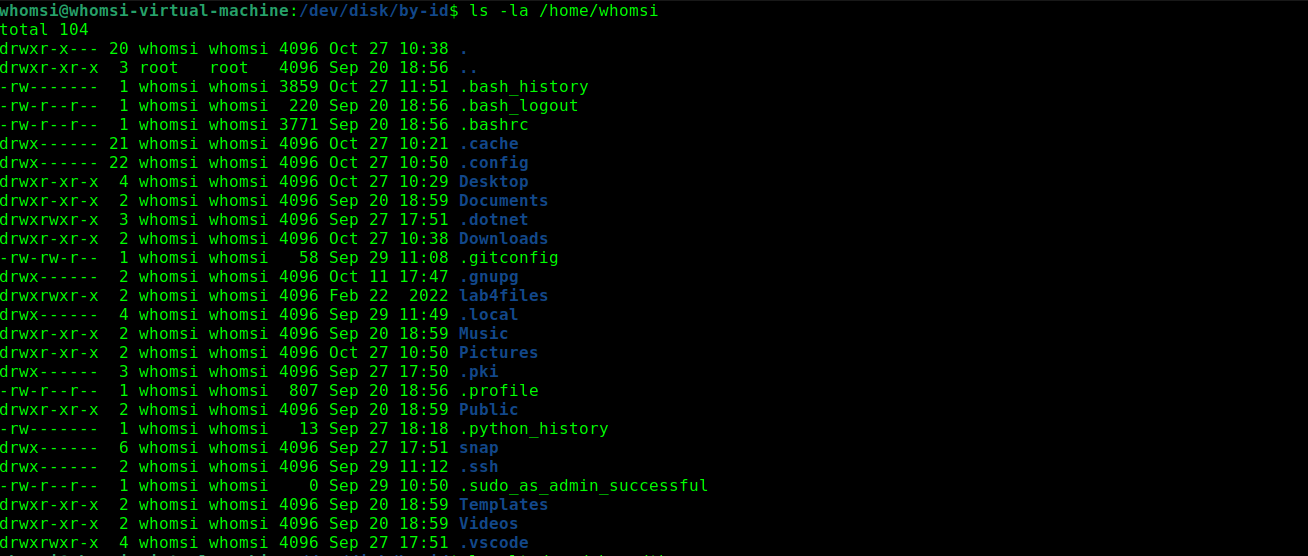 whomsi@whomsi-virtual-machine:/dev/disk/by-id$ ls -la /home/whomsi
total 104
drwxr-x--- 20 whomsi whomsi 4096 Oct 27 10:38 .
drwxr-xr-x  3 root   root   4096 Sep 20 18:56 ..
-rw-------  1 whomsi whomsi 3859 Oct 27 11:51 .bash_history
-rw-r--r--  1 whomsi whomsi  220 Sep 20 18:56 .bash_logout
-rw-r--r--  1 whomsi whomsi 3771 Sep 20 18:56 .bashrc
drwx------ 21 whomsi whomsi 4096 Oct 27 10:21 .cache
drwx------ 22 whomsi whomsi 4096 Oct 27 10:50 .config
drwxr-xr-x  4 whomsi whomsi 4096 Oct 27 10:29 Desktop
drwxr-xr-x  2 whomsi whomsi 4096 Sep 20 18:59 Documents
drwxrwxr-x  3 whomsi whomsi 4096 Sep 27 17:51 .dotnet
drwxr-xr-x  2 whomsi whomsi 4096 Oct 27 10:38 Downloads
-rw-rw-r--  1 whomsi whomsi   58 Sep 29 11:08 .gitconfig
drwx------  2 whomsi whomsi 4096 Oct 11 17:47 .gnupg
drwxrwxr-x  2 whomsi whomsi 4096 Feb 22  2022 lab4files
drwx------  4 whomsi whomsi 4096 Sep 29 11:49 .local
drwxr-xr-x  2 whomsi whomsi 4096 Sep 20 18:59 Music
drwxr-xr-x  2 whomsi whomsi 4096 Oct 27 10:50 Pictures
drwx------  3 whomsi whomsi 4096 Sep 27 17:50 .pki
-rw-r--r--  1 whomsi whomsi  807 Sep 20 18:56 .profile
drwxr-xr-x  2 whomsi whomsi 4096 Sep 20 18:59 Public
-rw-------  1 whomsi whomsi   13 Sep 27 18:18 .python_history
drwx------  6 whomsi whomsi 4096 Sep 27 17:51 snap
drwx------  2 whomsi whomsi 4096 Sep 29 11:12 .ssh
-rw-r--r--  1 whomsi whomsi    0 Sep 29 10:50 .sudo_as_admin_successful
drwxr-xr-x  2 whomsi whomsi 4096 Sep 20 18:59 Templates
drwxr-xr-x  2 whomsi whomsi 4096 Sep 20 18:59 Videos
drwxrwxr-x  4 whomsi whomsi 4096 Sep 27 17:51 .vscode